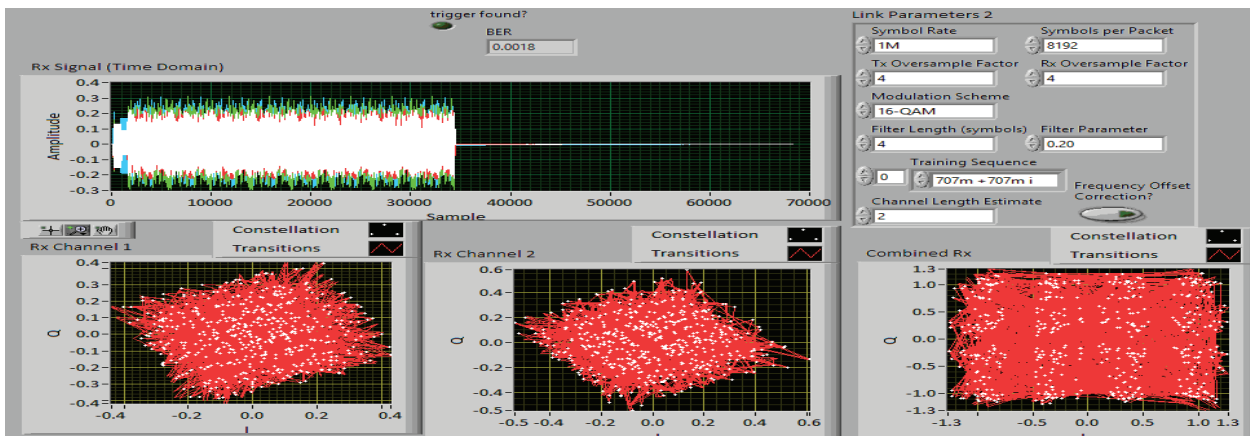 trigger found?
BER
0.0018
Rx Signal (Time Domain)
Amplitude
0.4
0.3
0.2
0.1
0
-0.1
-0.2
-0.3
0 10000 20000 30000 40000 50000 60000 70000
Sample
Link Parameters 2
Symbol Rate Symbols per Packet
1M 8192
Tx Oversample Factor Rx Oversample Factor
4 4
Modulation Scheme
16-QAM
Filter Length (symbols) Filter Parameter
4 0.20
Training Sequence
0 707m +707m i
Frequency Offset
Correction?
Channel Length Estimate
2
Constellation
Rx Channel 1 Transitions
Q
0.4
0.3
0.2
0.1
0.0
-0.1
-0.2
-0.3
-0.4
-0.4 -0.2 0.0 0.2 0.43
I
Constellation
Rx Channel 2 Transitions
Q
0.6
0.4
0.2
0.0
-0.2
-0.4
-0.5
-0.5 -0.4 -0.2 0.0 0.2 0.4 0.6
Constellation
Combined Rx Transitions
Q
1.3
1.0
0.5
0.0
-0.5
-1.0
-1.3
-1.3 -1.0 -0.5 0.0 0.5 1.0 1.3